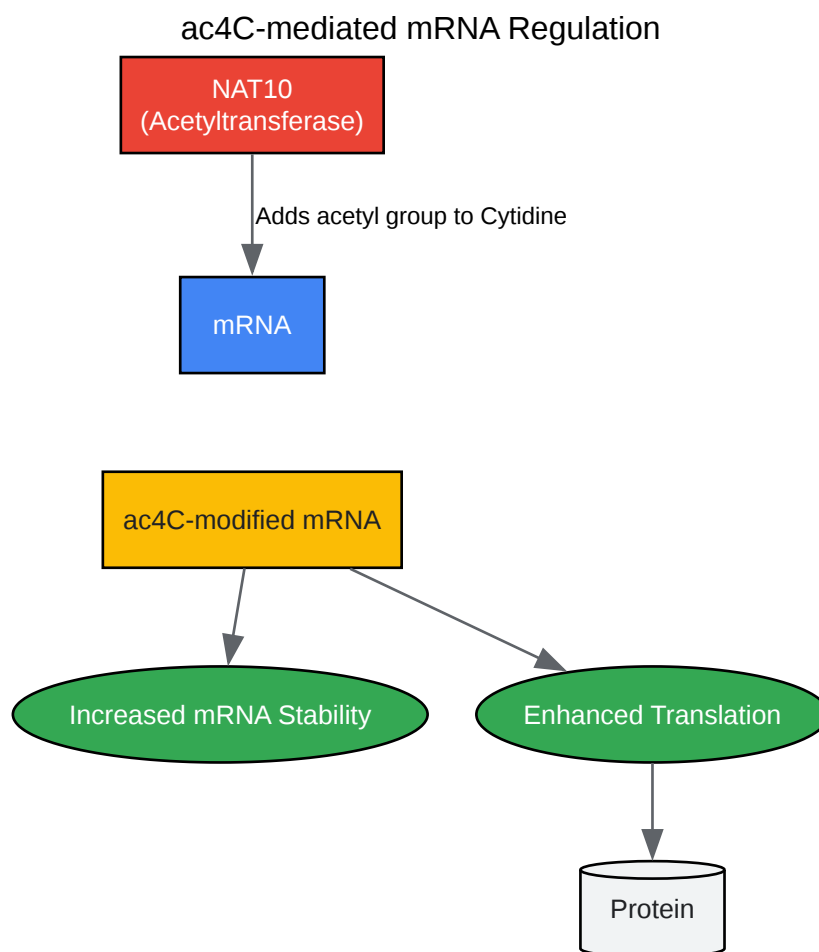 ac4C-mediated mRNA Regulation
NAT10
(Acetyltransferase)
Adds acetyl group to Cytidine
mRNA
ac4C-modified mRNA
Increased mRNA Stability
Enhanced Translation
Protein